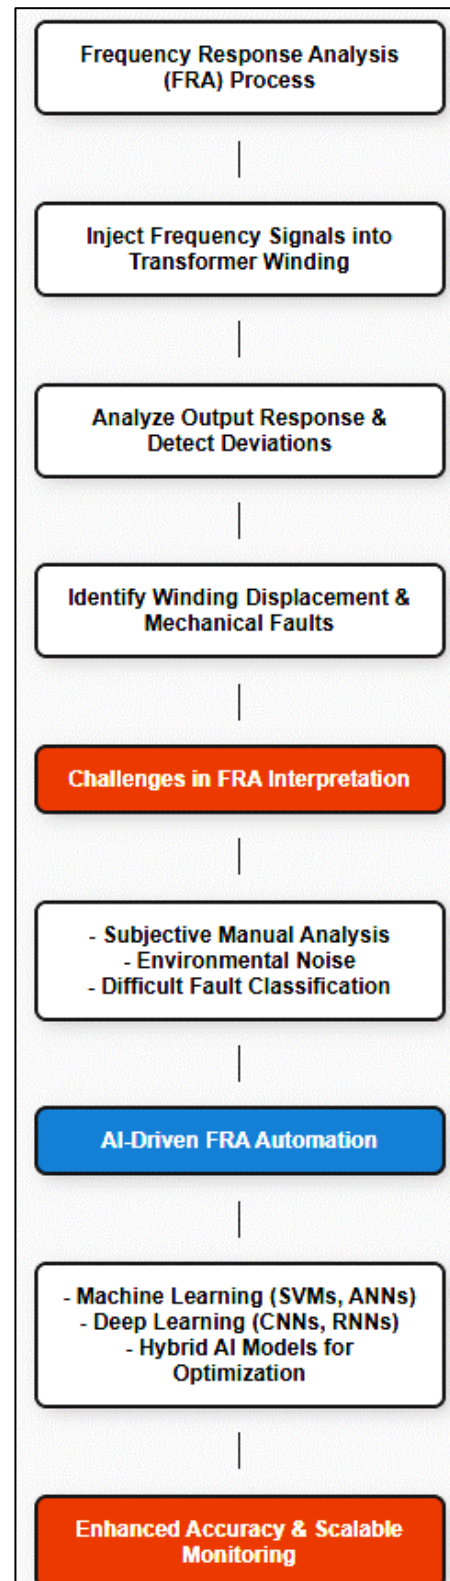 Frequency Response Analysis
(FRA) Process
Inject Frequency Signals into
Transformer Winding
Analyze Output Response &
Detect Deviations
Identify Winding Displacement &
Mechanical Faults
Challenges in FRA Interpretation
- Subjective Manual Analysis
- Environmental Noise
- Difficult Fault Classification
AI-Driven FRA Automation
- Machine Learning (SVMs, ANNs)
- Deep Learning (CNNs, RNNs)
- Hybrid AI Models for
Optimization
Enhanced Accuracy & Scalable
Monitoring